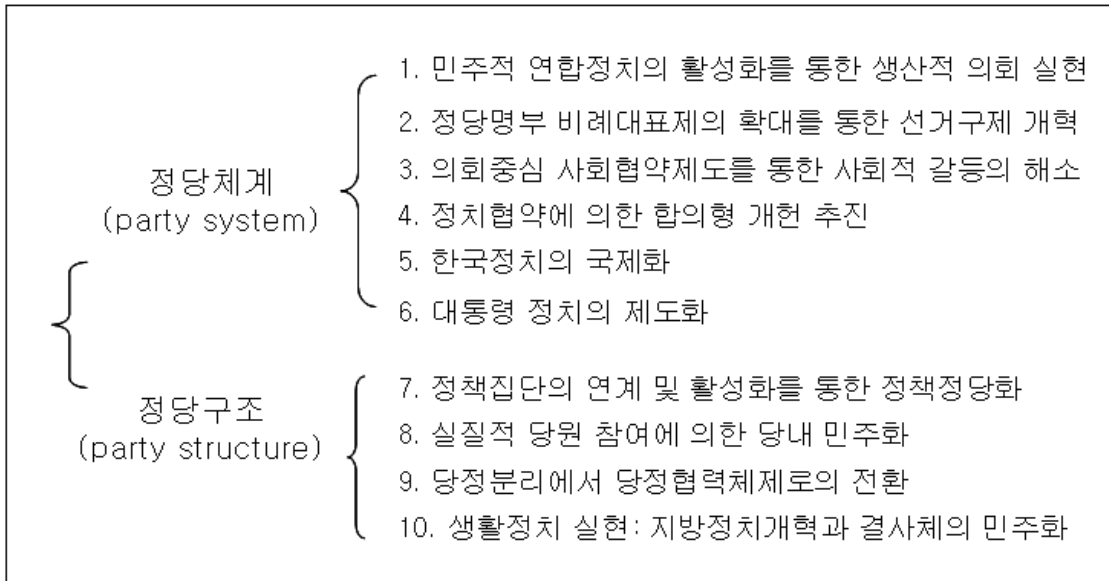 정당체계
(party system)
1. 민주적 연합정치의 활성화를 통한 생산적 의회 실현
2. 정당명부 비례대표제의 확대를 통한 선거구제 개혁
3. 의회중심 사회협약제도를 통한 사회적 갈등의 해소
4. 정치협약에 의한 합의형 개헌 추진
5. 한국정치의 국제화
6. 대통령 정치의 제도화
정당구조
(party structure)
7. 정책집단의 연계 및 활성화를 통한 정책정당화
8. 실질적 당원 참여에 의한 당내 민주화
9. 당정분리에서 당정협력체제로의 전환
10. 생활정치 실현: 지방정치개혁과 결사체의 민주화